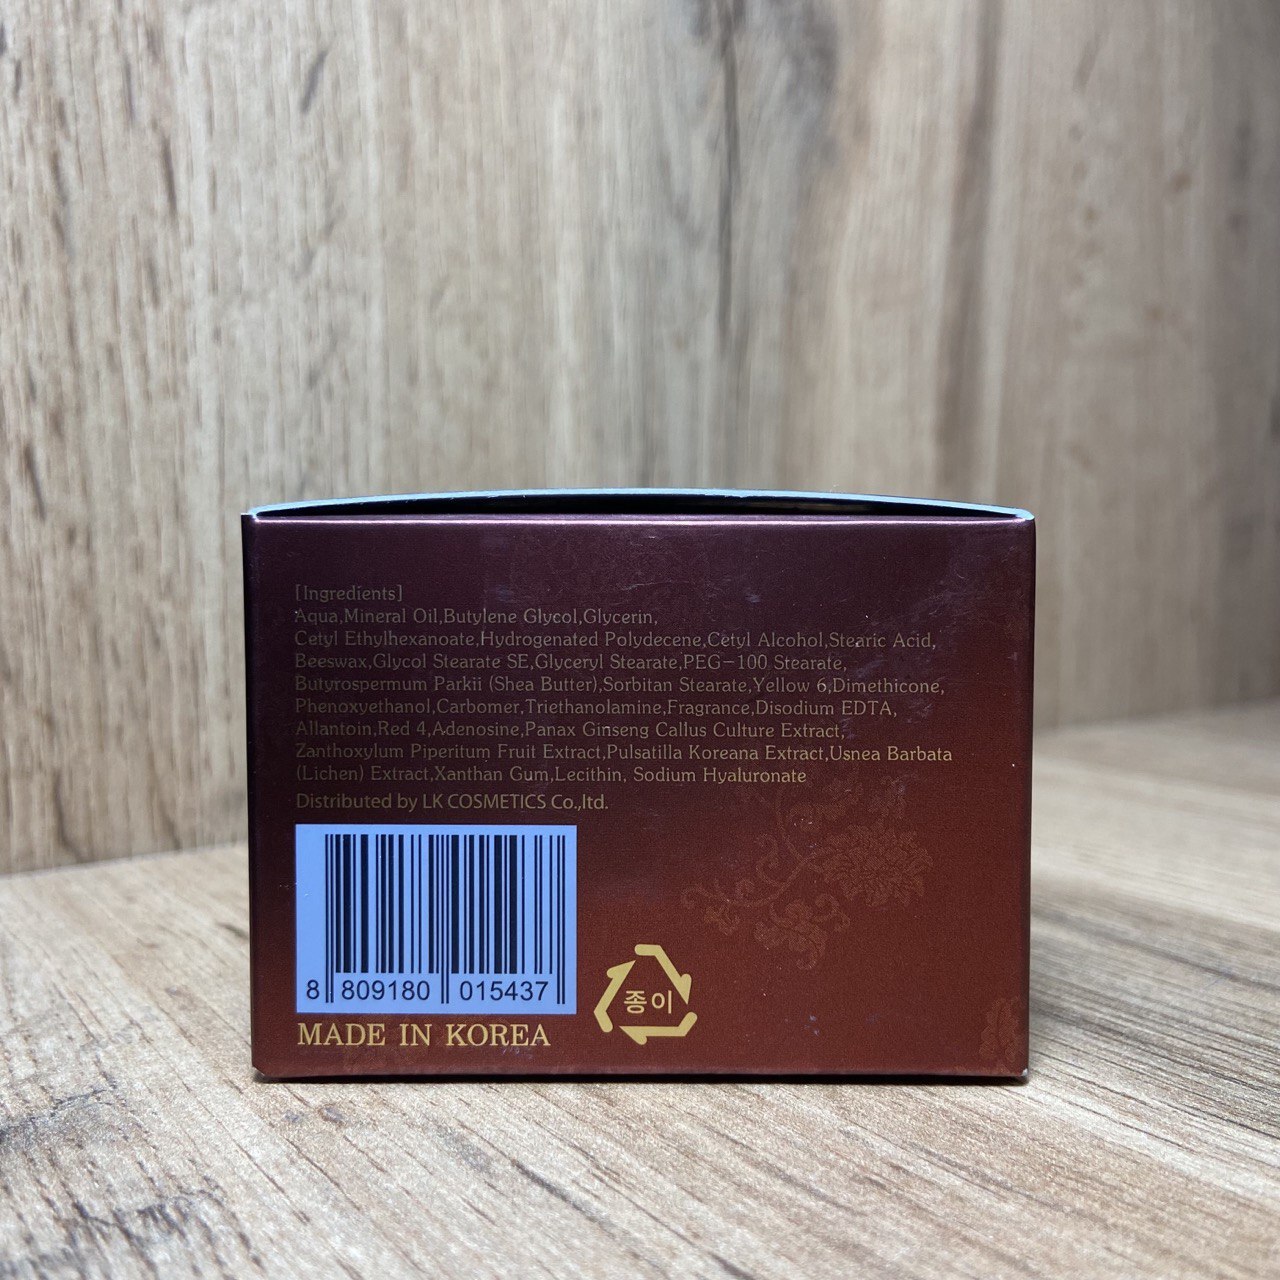 [Ingredients]
Aqua,Mineral Oil,Butylene Glycol,Glycerin,
Cetyl Ethylhexanoate,Hydrogenated Polydecene,Cetyl Alcohol,Stearic Acid,
Beeswax,Glycol Stearate SE,Glyceryl Stearate,PEG-100 Stearate,
Butyrospermum Parkii (Shea Butter),Sorbitan Stearate,Yellow 6,Dimethicone,
Phenoxyethanol,Carbomer,Triethanolamine,Fragrance,Disodium EDTA,
Allantoin,Red 4,Adenosine,Panax Ginseng Callus Culture Extract,
Zanthoxylum Piperitum Fruit Extract,Pulsatilla Koreana Extract,Usnea Barbata
(Lichen) Extract,Xanthan Gum,Lecithin, Sodium Hyaluronate
Distributed by LK COSMETICS Co.,ltd.
8 809180 015437
종이
MADE IN KOREA